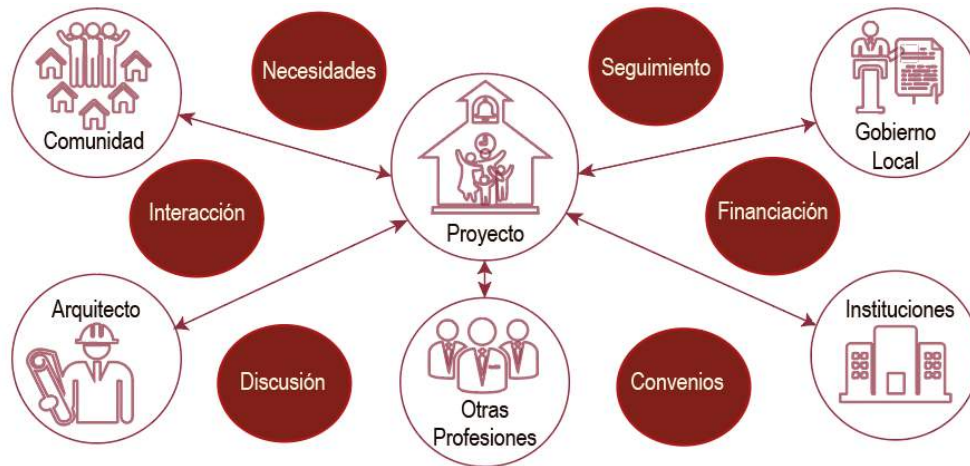 Necesidades
Seguimiento
Comunidad
Gobierno
Local
Interacción
Proyecto
Financiación
Arquitecto
Instituciones
Discusión
Convenios
Otras
Profesiones